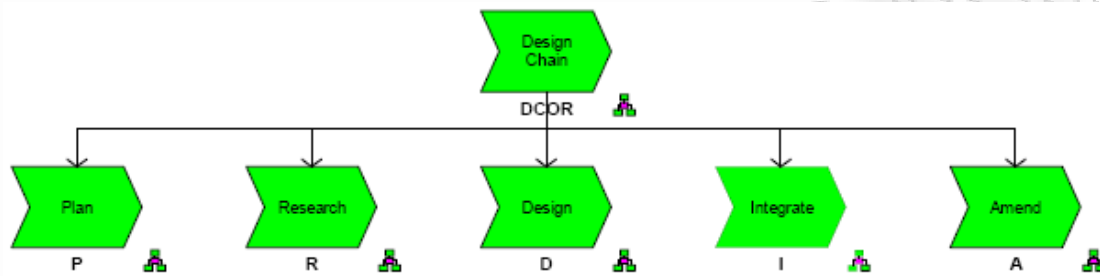 Design
Chain
DCOR
Plan
Research
Design
Integrate
Amend
P
R
D
I
A